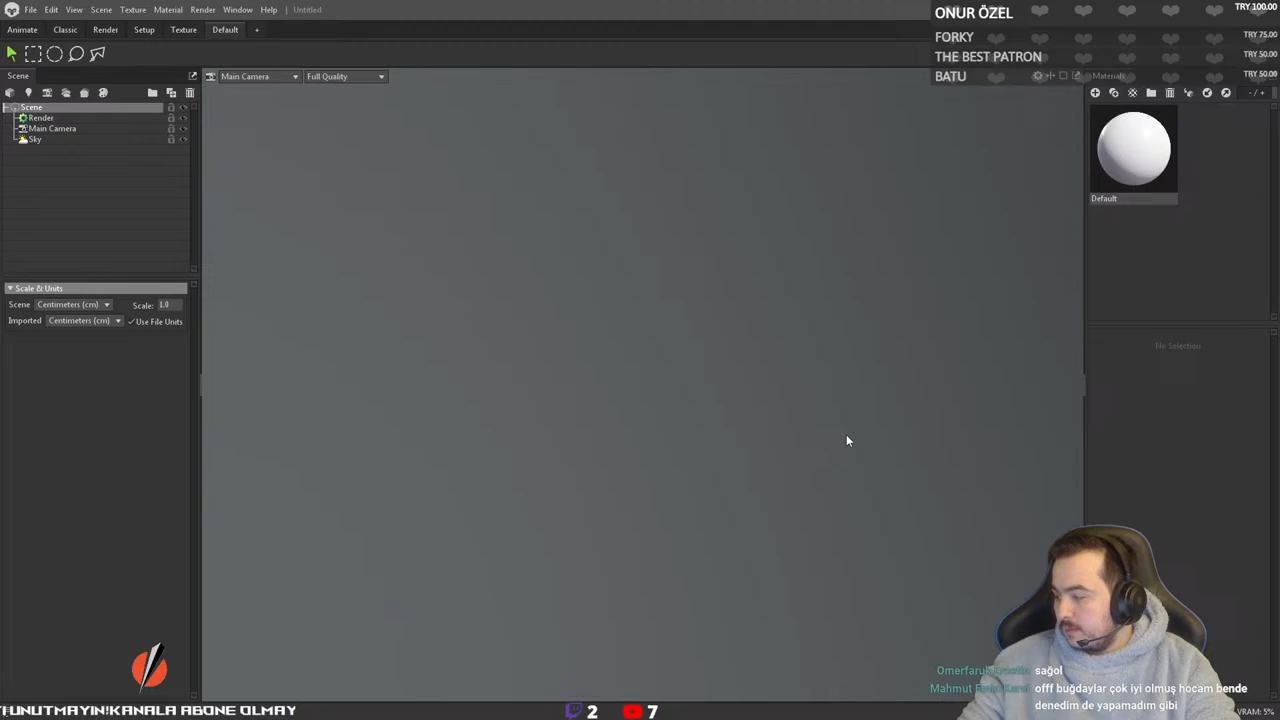 File Edit View Scene Texture Material Render Window Help Untitled
Animate Classic Render Setup Texture Default +
ONUR ÖZEL TRY 100.00
FORKY TRY 75.00
THE BEST PATRON TRY 50.00
BATU TRY 50.00
Scene
Main Camera Full Quality
Materials
- / +
Scene
Render
Main Camera
Sky
Default
Scale & Units
Scene Centimeters (cm) Scale: 1.0
Imported Centimeters (cm) Use File Units
No Selection
sağol
offf buğdaylar çok iyi olmuş hocam bende
denedim de yapamadım gibi
UNUTMAYIN!KANALA ABONE OLMAY
2 7
VRAM: 5%